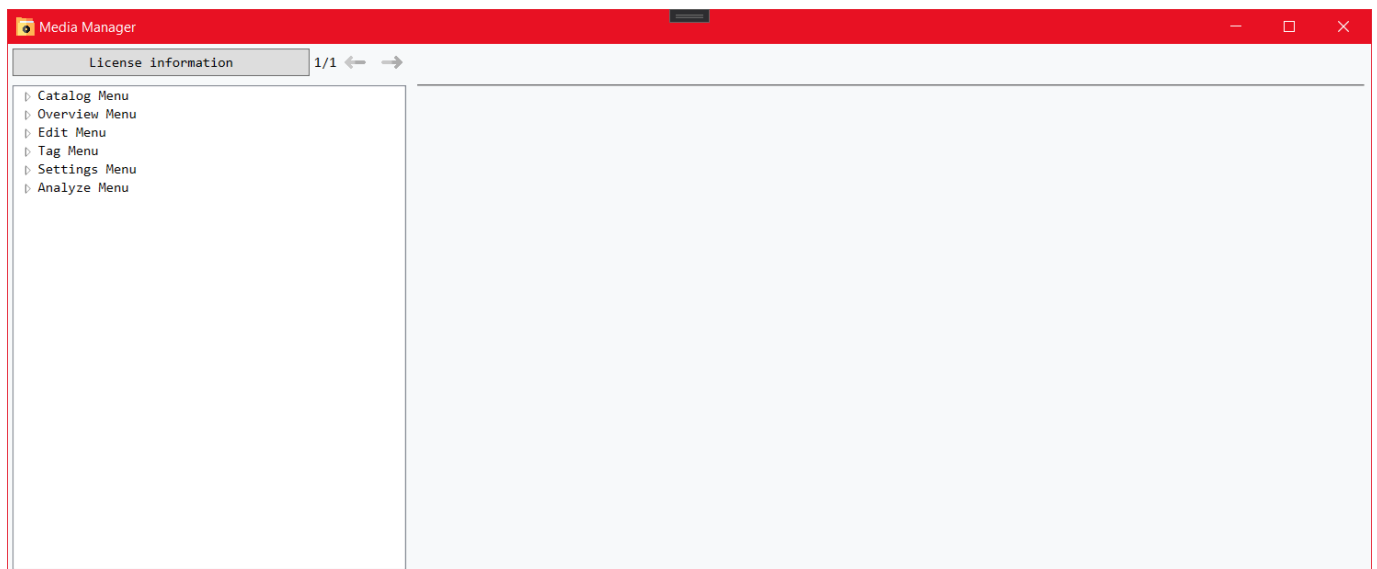 Media Manager
License information 1/1
Catalog Menu
Overview Menu
Edit Menu
Tag Menu
Settings Menu
Analyze Menu